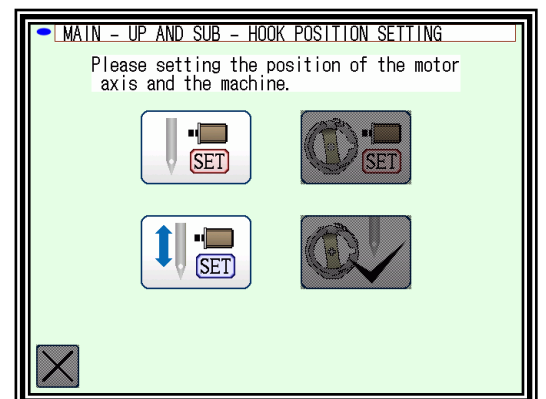 MAIN – UP AND SUB – HOOK POSITION SETTING
Please setting the position of the motor
axis and the machine.
SET
SET
SET